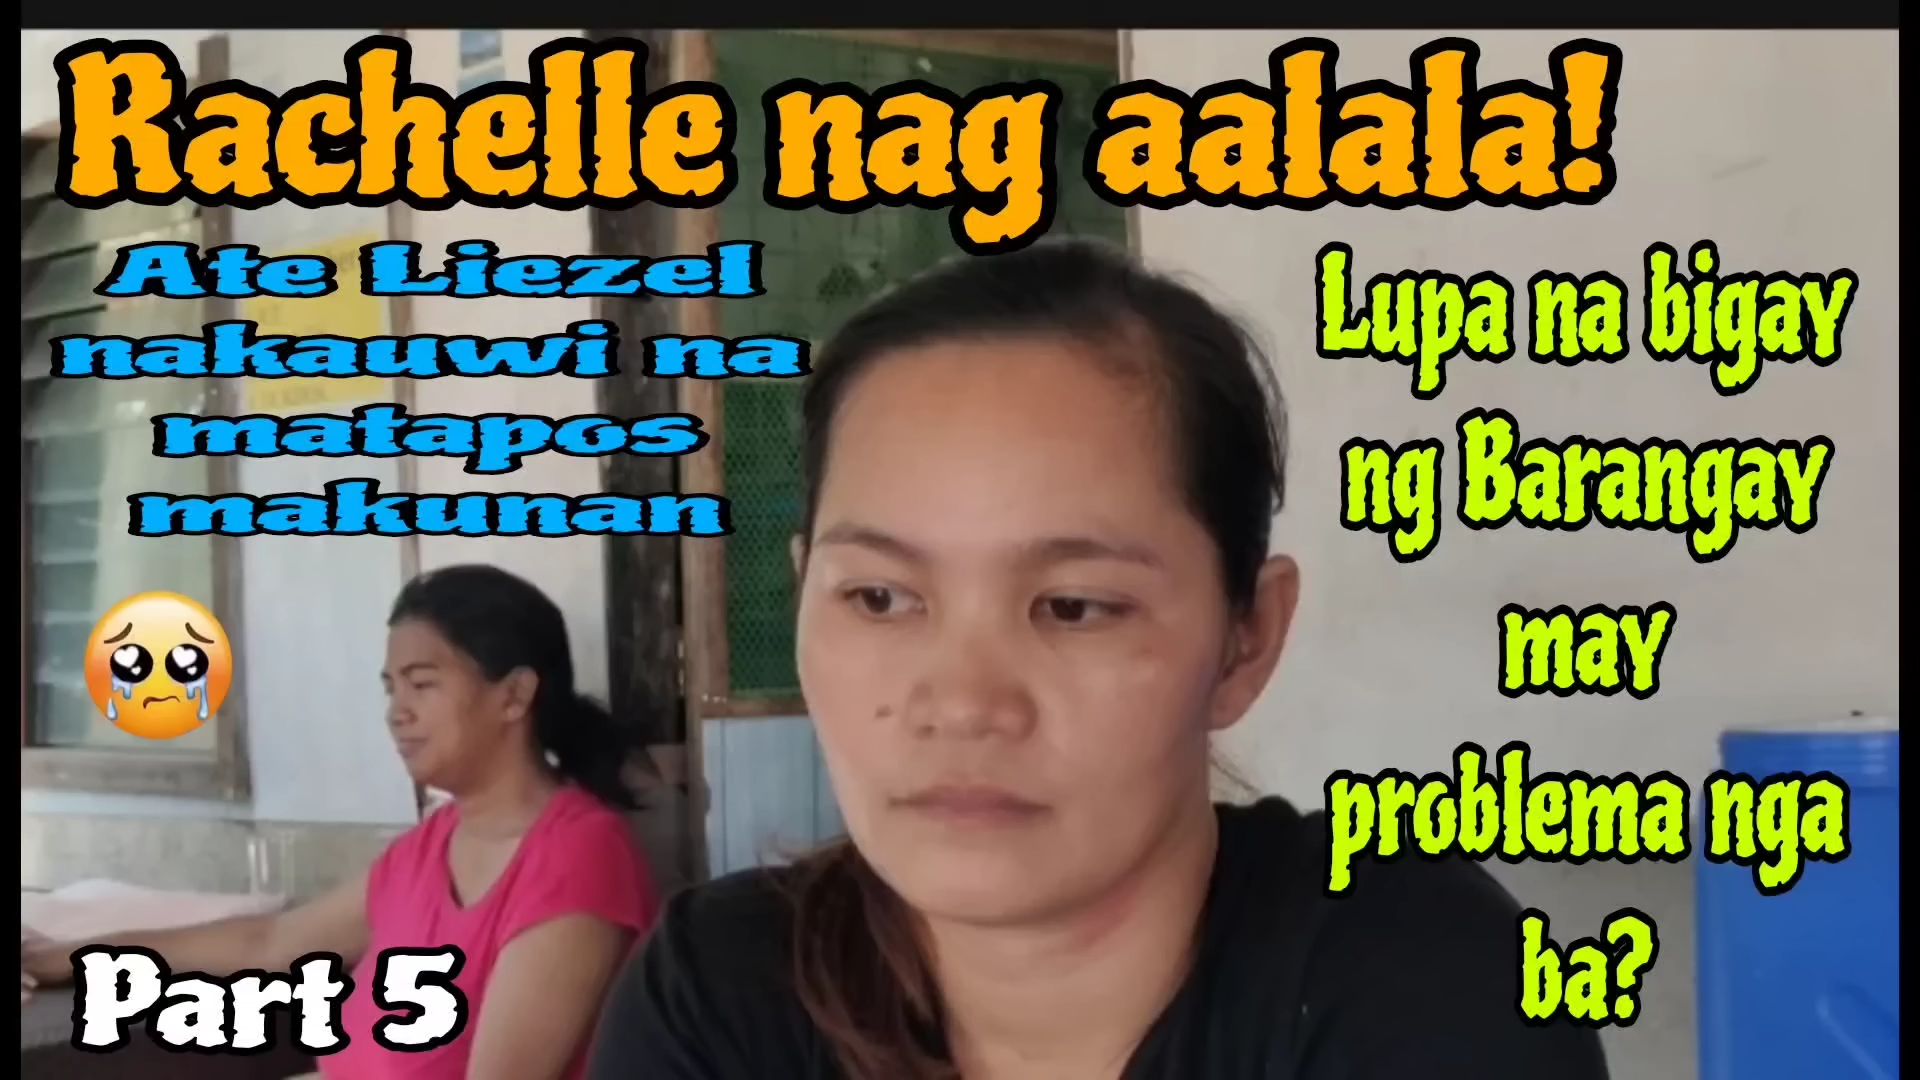 Rachelle nag aalala!
Ate Liezel
nakauwi na
matapos
makunan
Lupa na bigay
ng Barangay
may
problema nga
ba?
Part 5